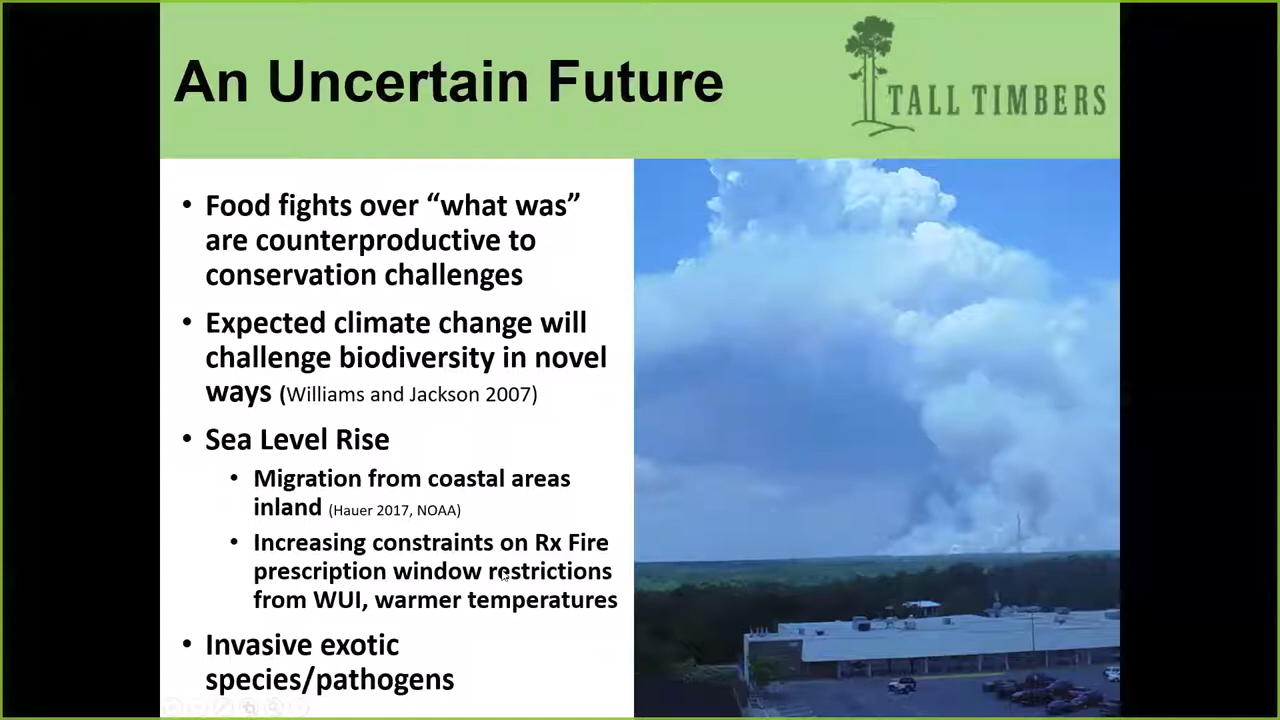 An Uncertain Future
TALL TIMBERS
• Food fights over “what was”
are counterproductive to
conservation challenges
• Expected climate change will
challenge biodiversity in novel
ways (Williams and Jackson 2007)
• Sea Level Rise
• Migration from coastal areas
inland (Hauer 2017, NOAA)
• Increasing constraints on Rx Fire
prescription window restrictions
from WUI, warmer temperatures
• Invasive exotic
species/pathogens